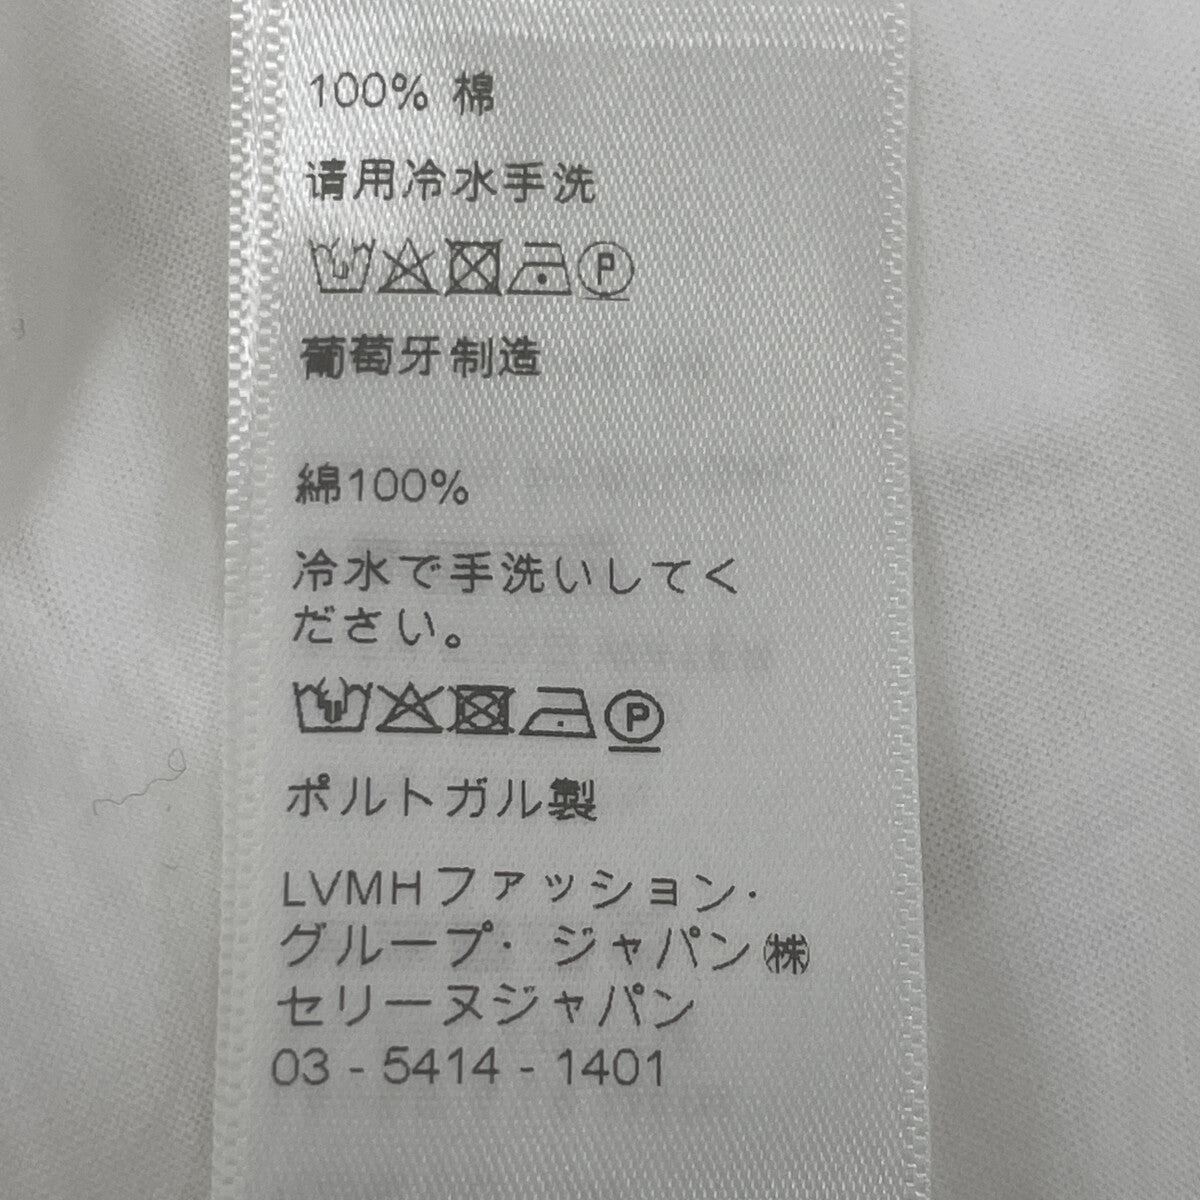 100% 棉
请用冷水手洗
P
葡萄牙制造
綿100%
冷水で手洗いしてく
ださい。
P
ポルトガル製
LVMHファッション·
グループ· ジャパン㈱
セリーヌジャパン
03 - 5414 - 1401